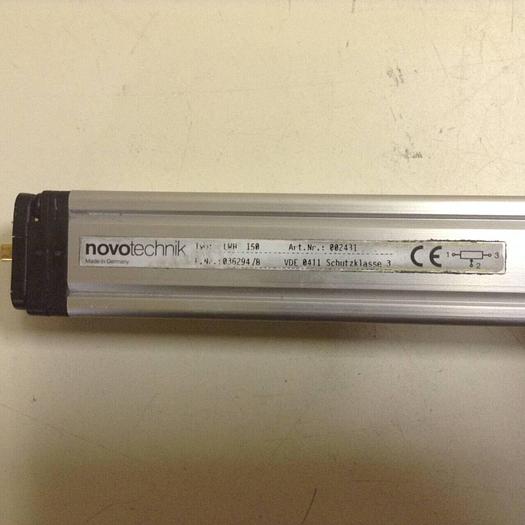 novotechnik
Made in Germany
Typ: LWH 150 Art.Nr.: 002431
F.Nr.: 036294/B VDE 0411 Schutzklasse 3
CE
1 3
2